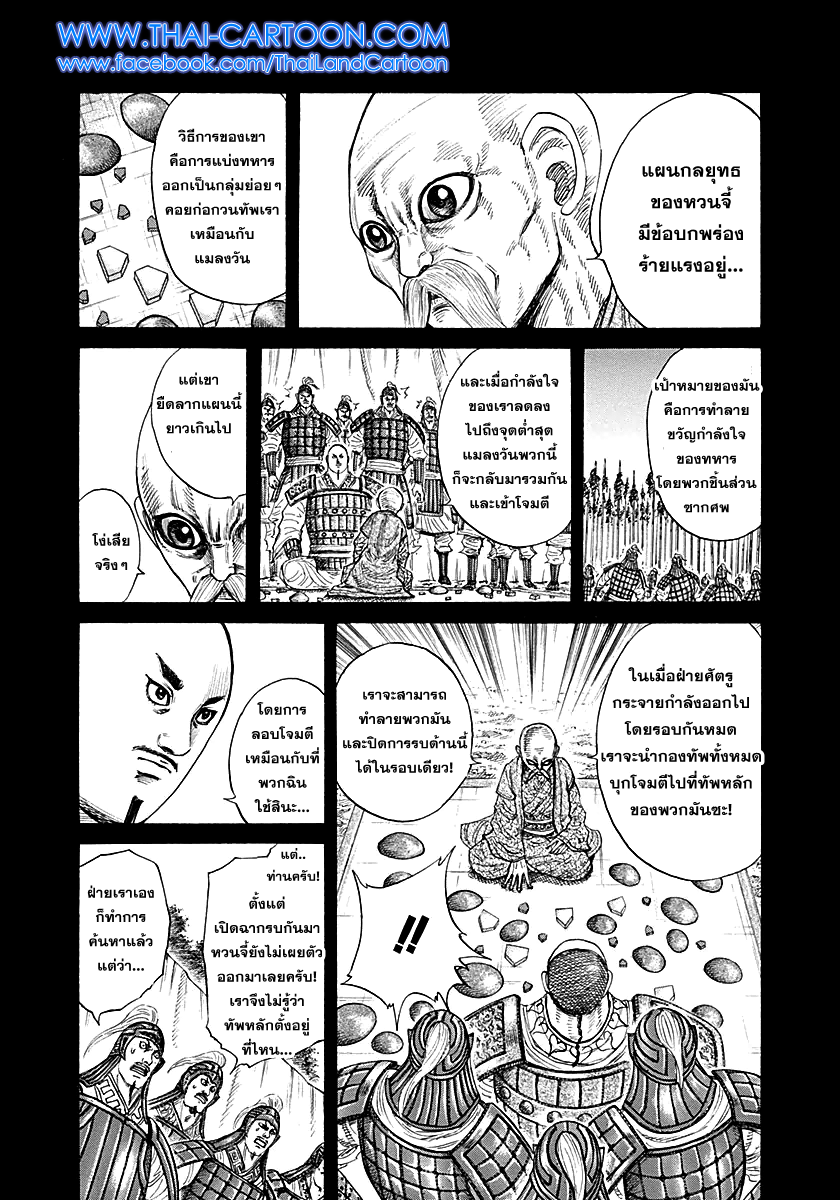 WWW.THAI-CARTOON.COM
www.facebook.com/ThaiLandCartoon
แผนกลยุทธ
ของหวนจี้
มีข้อบกพร่อง
ร้ายแรงอยู่...
วิธีการของเขา
คือการแบ่งทหาร
ออกเป็นกลุ่มย่อยๆ
คอยก่อกวนทัพเรา
เหมือนกับ
แมลงวัน
เป้าหมายของมัน
คือการทำลาย
ขวัญกำลังใจ
ของทหาร
โดยพวกชิ้นส่วน
ซากศพ
และเมื่อกำลังใจ
ของเราลดลง
ไปถึงจุดต่ำสุด
แมลงวันพวกนี้
ก็จะกลับมารวมกัน
และเข้าโจมตี
แต่เขา
ยืดลากแผนนี้
ยาวเกินไป
โง่เสีย
จริงๆ
ในเมื่อฝ่ายศัตรู
กระจายกำลังออกไป
โดยรอบกันหมด
เราจะนำกองทัพทั้งหมด
บุกโจมตีไปที่ทัพหลัก
ของพวกมันซะ!
เราจะสามารถ
ทำลายพวกมัน
และปิดการรบด้านนี้
ได้ในรอบเดียว!
!!
โดยการ
ลอบโจมตี
เหมือนกับที่
พวกฉิน
ใช้สินะ...
แต่..
ท่านครับ!
ตั้งแต่
เปิดฉากรบกันมา
หวนจี้ยังไม่เผยตัว
ออกมาเลยครับ!
เราจึงไม่รู้ว่า
ทัพหลักตั้งอยู่
ที่ไหน...
ฝ่ายเราเอง
ก็ทำการ
ค้นหาแล้ว
แต่ว่า...